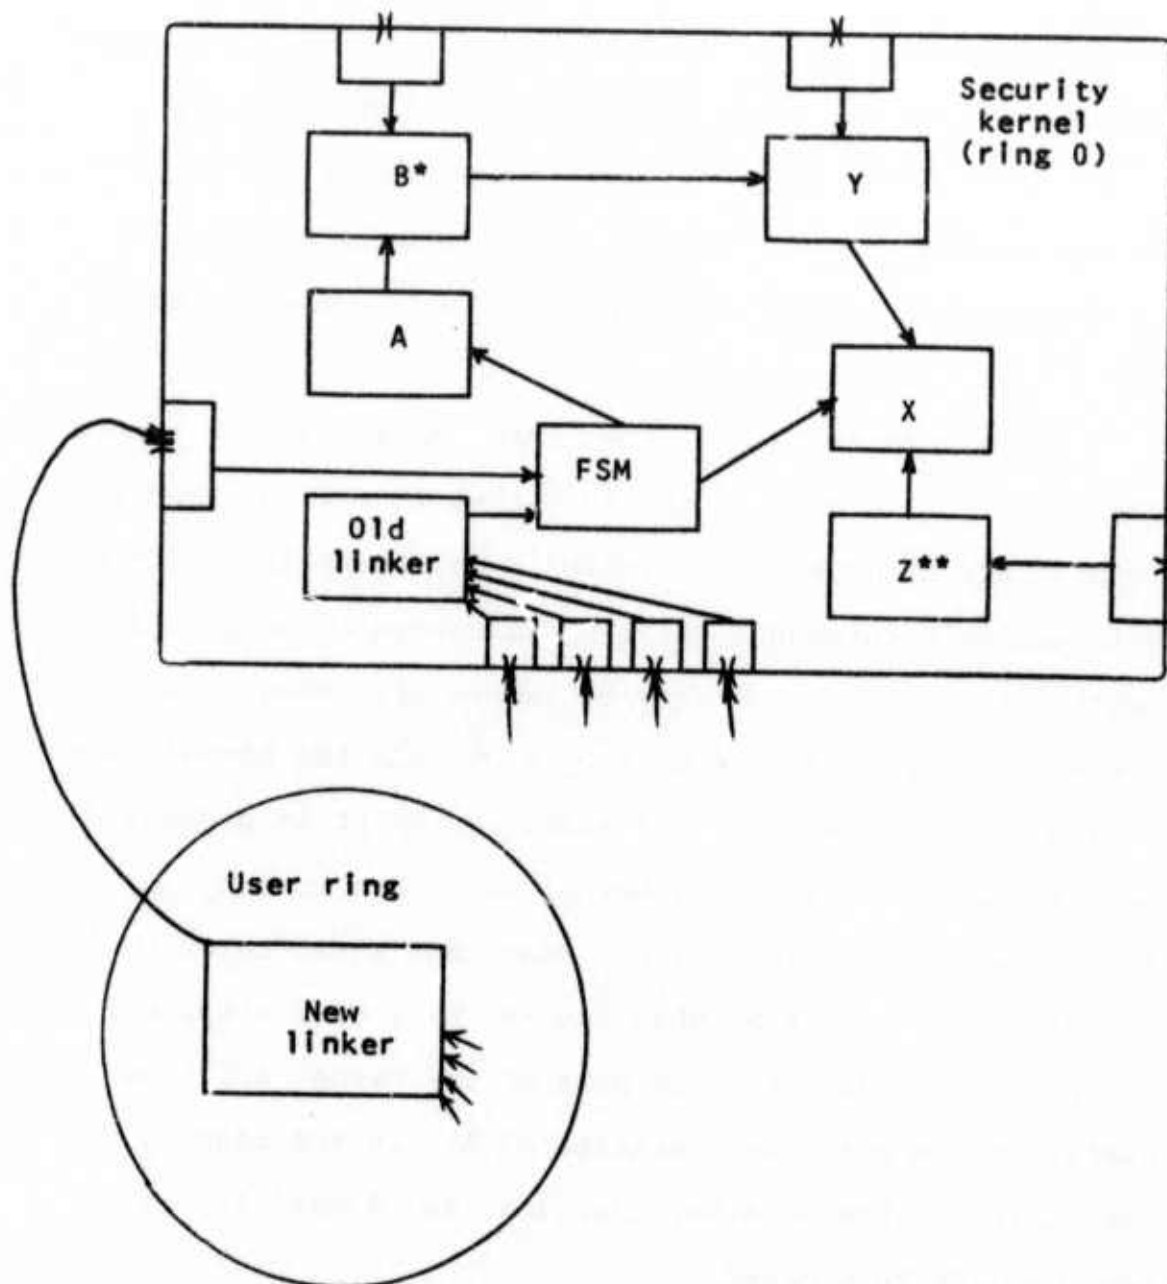 Security
kernel
(ring 0)
B*
Y
A
X
FSM
Old
linker
Z**
User ring
New
linker